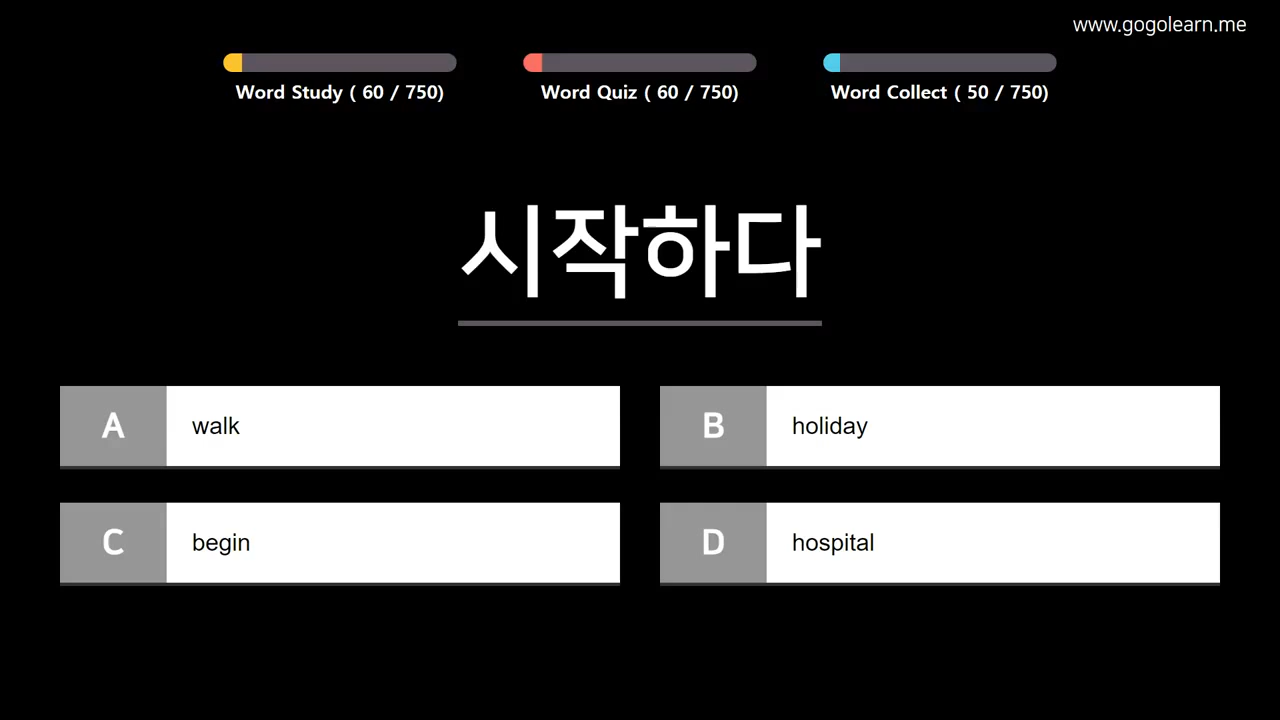 www.gogolearn.me
Word Study ( 60 / 750)
Word Quiz ( 60 / 750)
Word Collect ( 50 / 750)
시작하다
A walk
B holiday
C begin
D hospital